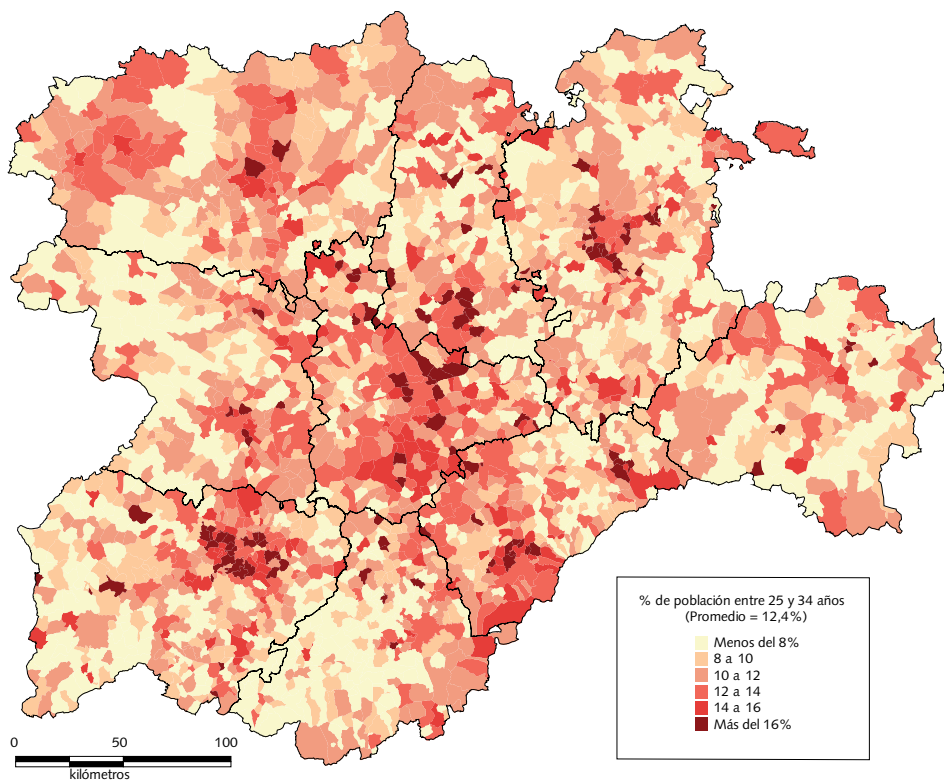 % de población entre 25 y 34 años
(Promedio = 12,4%)
Menos del 8%
8 a 10
10 a 12
12 a 14
14 a 16
Más del 16%
0 50 100
kilómetros